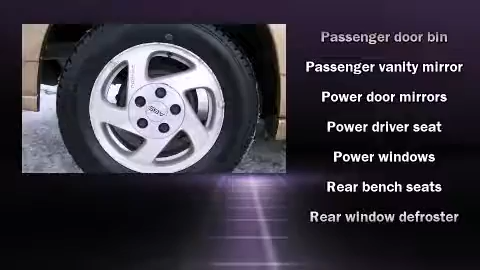 Passenger door bin
Passenger vanity mirror
Power door mirrors
Power driver seat
Power windows
Rear bench seats
Rear window defroster